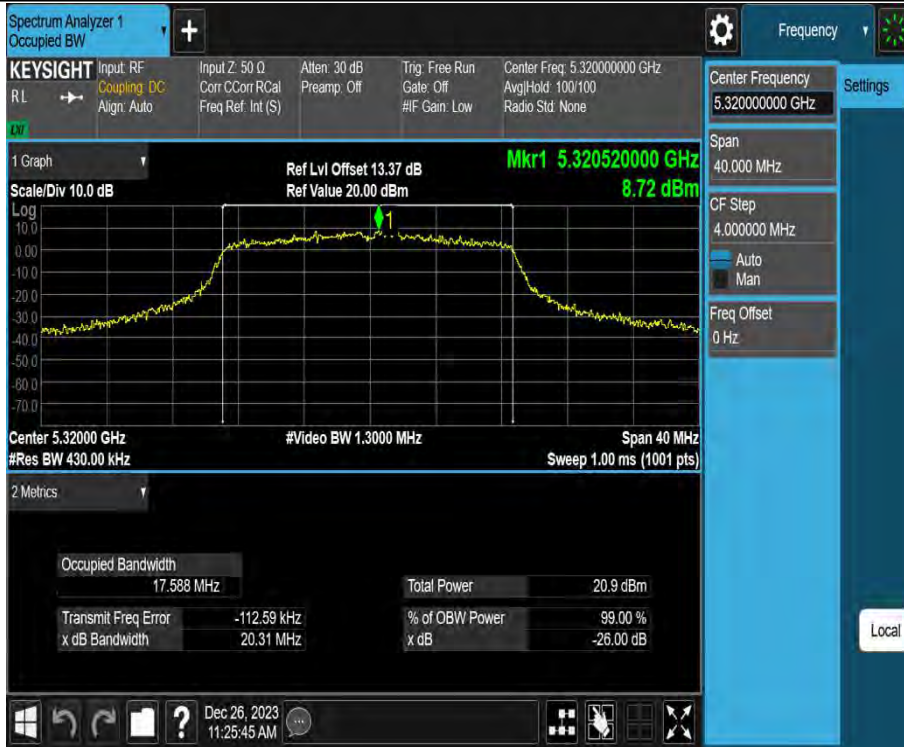 Spectrum Analyzer 1
Occupied BW
+
Frequency
KEYSIGHT
RL
Input: RF
Coupling: DC
Align: Auto
Input Z: 50 Ω
Corr CCorr RCal
Freq Ref: Int (S)
Atten: 30 dB
Preamp: Off
Trig: Free Run
Gate: Off
#IF Gain: Low
Center Freq: 5.320000000 GHz
Avg|Hold: 100/100
Radio Std: None
LXI
1 Graph
Scale/Div 10.0 dB
Ref Lvl Offset 13.37 dB
Ref Value 20.00 dBm
Mkr1 5.320520000 GHz
8.72 dBm
Log
10.0
0.00
-10.0
-20.0
-30.0
-40.0
-50.0
-60.0
-70.0
1
Center 5.32000 GHz
#Video BW 1.3000 MHz
Span 40 MHz
#Res BW 430.00 kHz
Sweep 1.00 ms (1001 pts)
2 Metrics
Occupied Bandwidth
17.588 MHz
Total Power 20.9 dBm
Transmit Freq Error -112.59 kHz
% of OBW Power 99.00 %
x dB Bandwidth 20.31 MHz
x dB -26.00 dB
Center Frequency
5.320000000 GHz
Settings
Span
40.000 MHz
CF Step
4.000000 MHz
Auto
Man
Freq Offset
0 Hz
Local
?
Dec 26, 2023
11:25:45 AM